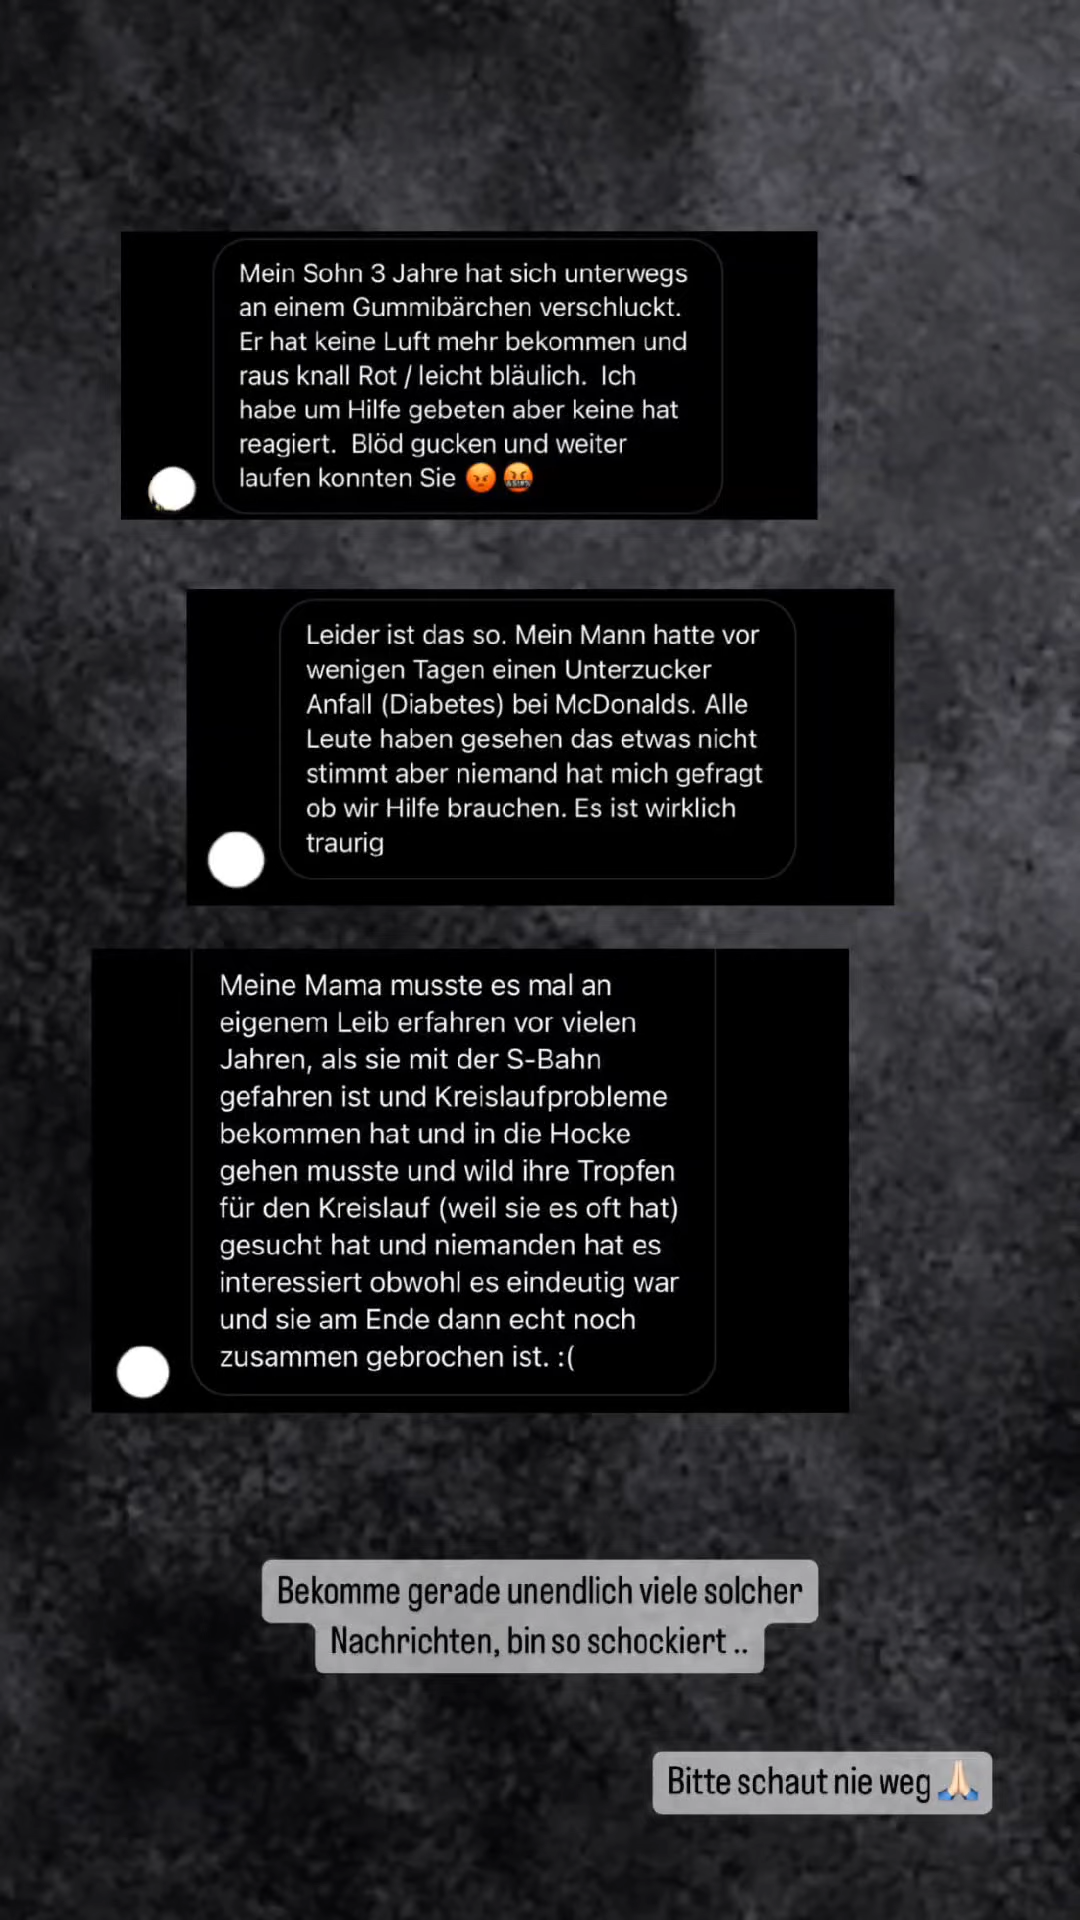 Mein Sohn 3 Jahre hat sich unterwegs
an einem Gummibärchen verschluckt.
Er hat keine Luft mehr bekommen und
raus knall Rot / leicht bläulich.  Ich
habe um Hilfe gebeten aber keine hat
reagiert.  Blöd gucken und weiter
laufen konnten Sie 😡 🤬
Leider ist das so. Mein Mann hatte vor
wenigen Tagen einen Unterzucker
Anfall (Diabetes) bei McDonalds. Alle
Leute haben gesehen das etwas nicht
stimmt aber niemand hat mich gefragt
ob wir Hilfe brauchen. Es ist wirklich
traurig
Meine Mama musste es mal an
eigenem Leib erfahren vor vielen
Jahren, als sie mit der S-Bahn
gefahren ist und Kreislaufprobleme
bekommen hat und in die Hocke
gehen musste und wild ihre Tropfen
für den Kreislauf (weil sie es oft hat)
gesucht hat und niemanden hat es
interessiert obwohl es eindeutig war
und sie am Ende dann echt noch
zusammen gebrochen ist. :(
Bekomme gerade unendlich viele solcher
Nachrichten, bin so schockiert ..
Bitte schaut nie weg 🙏🏻